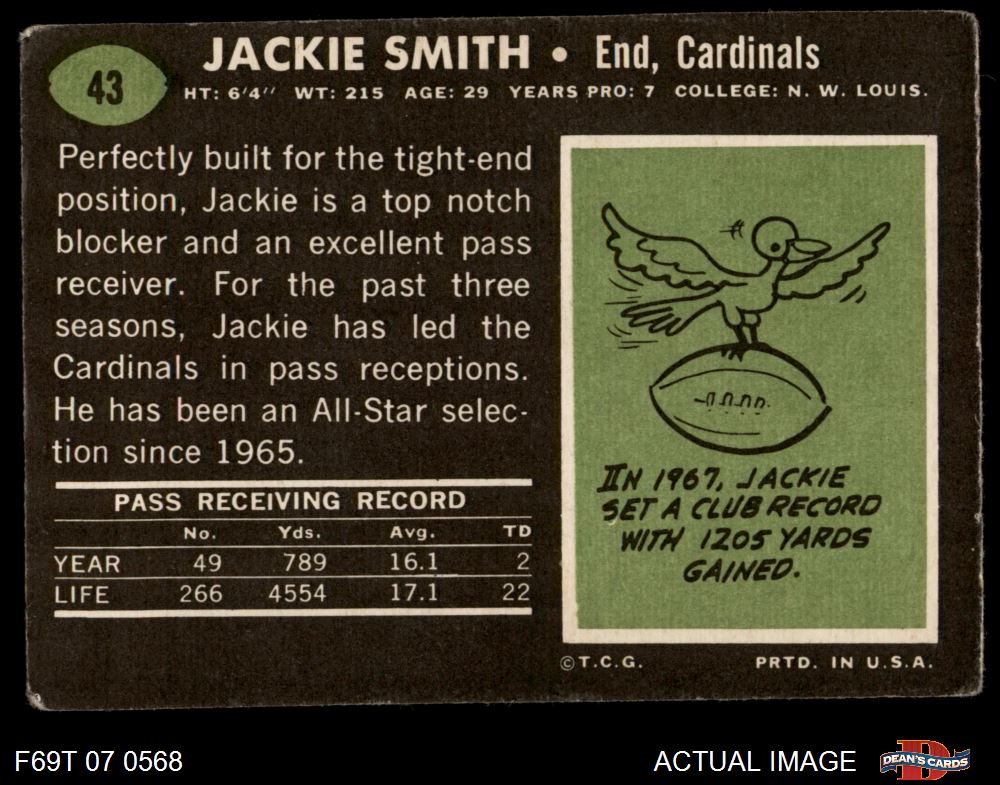 43
JACKIE SMITH • End, Cardinals
HT: 6'4'' WT: 215 AGE: 29 YEARS PRO: 7 COLLEGE: N. W. LOUIS.
Perfectly built for the tight-end
position, Jackie is a top notch
blocker and an excellent pass
receiver. For the past three
seasons, Jackie has led the
Cardinals in pass receptions.
He has been an All-Star selec-
tion since 1965.
PASS RECEIVING RECORD
No. Yds. Avg. TD
YEAR 49 789 16.1 2
LIFE 266 4554 17.1 22
IN 1967, JACKIE
SET A CLUB RECORD
WITH 1205 YARDS
GAINED.
©T.C.G. PRTD. IN U.S.A.
F69T 07 0568
ACTUAL IMAGE
D
DEAN'S CARDS